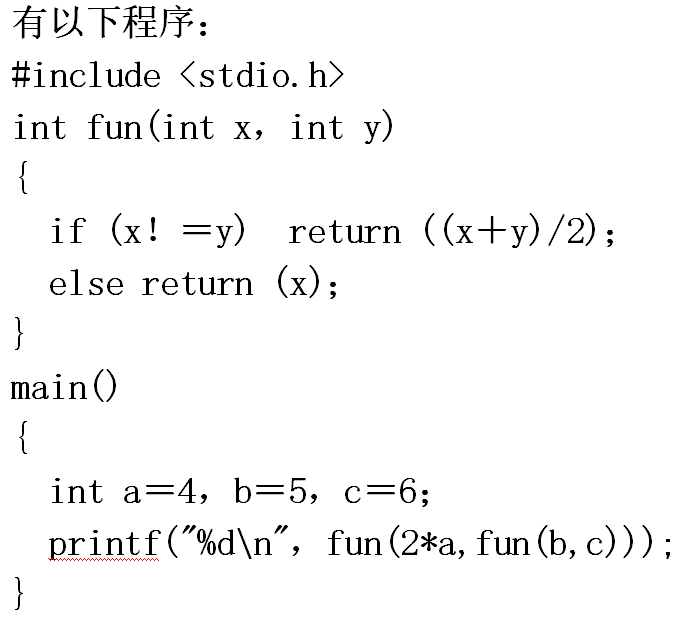 有以下程序：
#include <stdio.h>
int fun(int x，int y)
{
if (x！＝y) return ((x＋y)/2)；
else return (x)；
}
main()
{
int a＝4，b＝5，c＝6；
printf("%d\n"，fun(2*a,fun(b,c)));
}